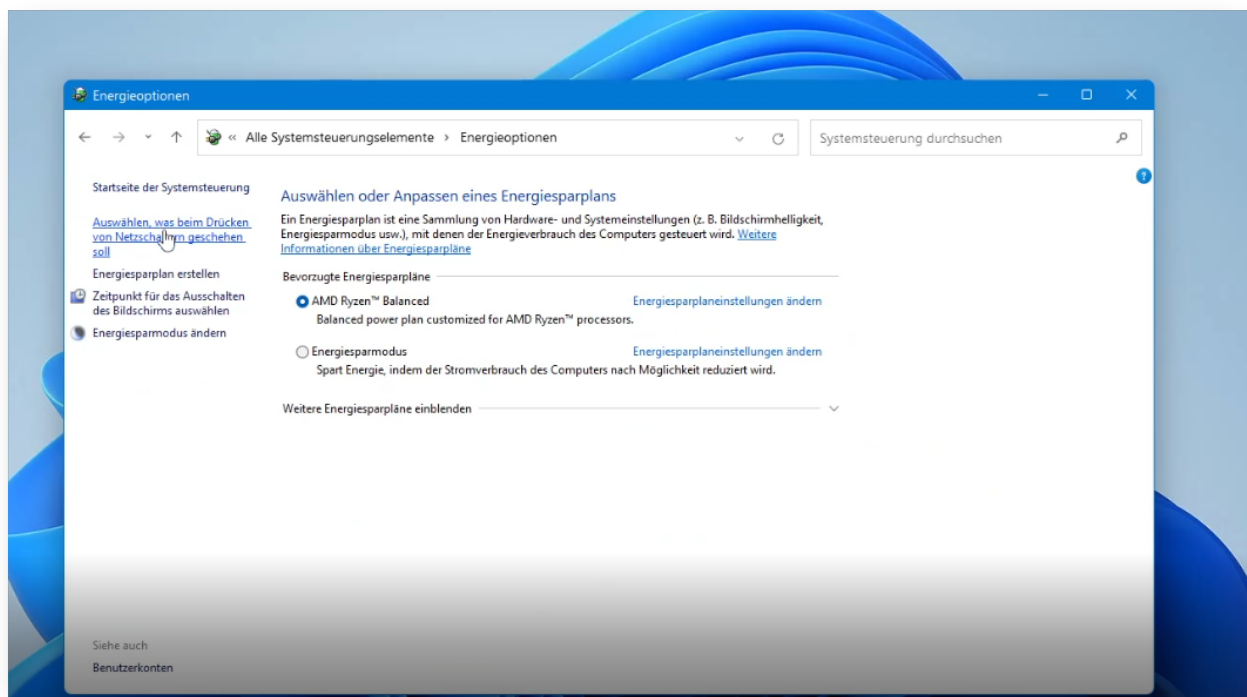 Energieoptionen
« Alle Systemsteuerungselemente › Energieoptionen
Systemsteuerung durchsuchen
Startseite der Systemsteuerung
Auswählen, was beim Drücken
von Netzschaltern geschehen
soll
Energiesparplan erstellen
Zeitpunkt für das Ausschalten
des Bildschirms auswählen
Energiesparmodus ändern
Auswählen oder Anpassen eines Energiesparplans
Ein Energiesparplan ist eine Sammlung von Hardware- und Systemeinstellungen (z. B. Bildschirmhelligkeit,
Energiesparmodus usw.), mit denen der Energieverbrauch des Computers gesteuert wird. Weitere
Informationen über Energiesparpläne
Bevorzugte Energiesparpläne
AMD Ryzen™ Balanced Energiesparplaneinstellungen ändern
Balanced power plan customized for AMD Ryzen™ processors.
Energiesparmodus Energiesparplaneinstellungen ändern
Spart Energie, indem der Stromverbrauch des Computers nach Möglichkeit reduziert wird.
Weitere Energiesparpläne einblenden
Siehe auch
Benutzerkonten